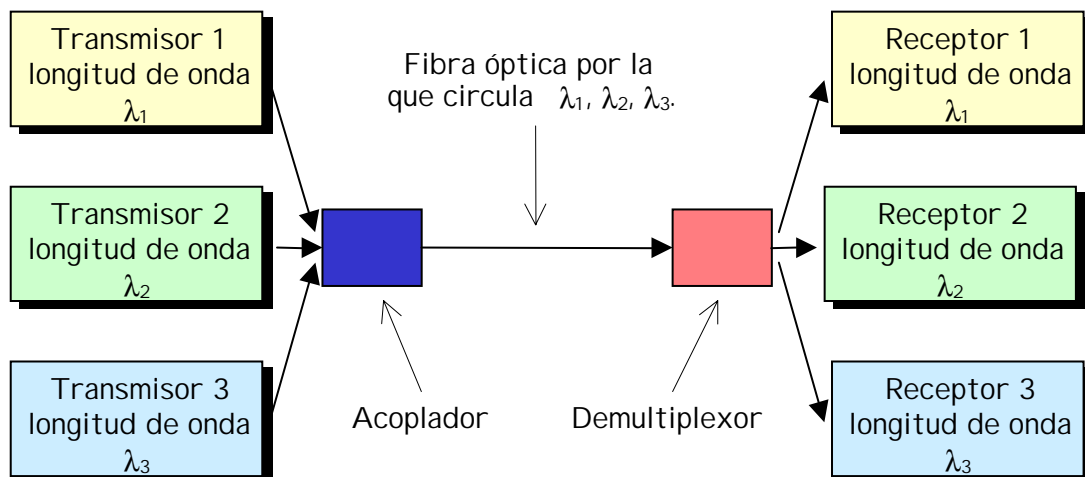 Transmisor 1
longitud de onda
λ₁
Fibra óptica por la
que circula λ₁, λ₂, λ₃.
Receptor 1
longitud de onda
λ₁
Transmisor 2
longitud de onda
λ₂
Receptor 2
longitud de onda
λ₂
Transmisor 3
longitud de onda
λ₃
Acoplador
Demultiplexor
Receptor 3
longitud de onda
λ₃